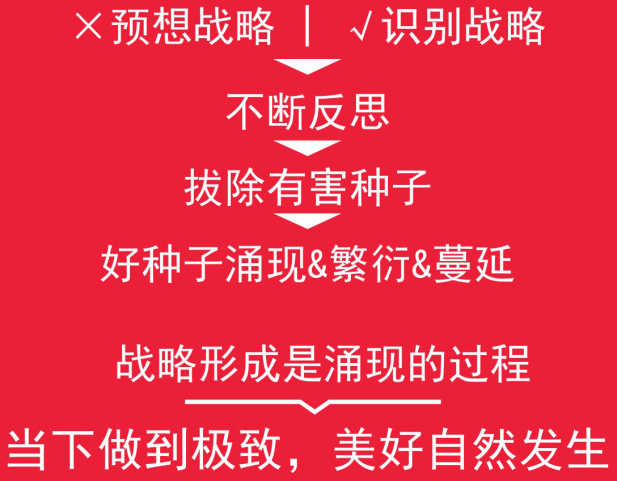 ×预想战略 | √识别战略
不断反思
拔除有害种子
好种子涌现&繁衍&蔓延
战略形成是涌现的过程
当下做到极致，美好自然发生